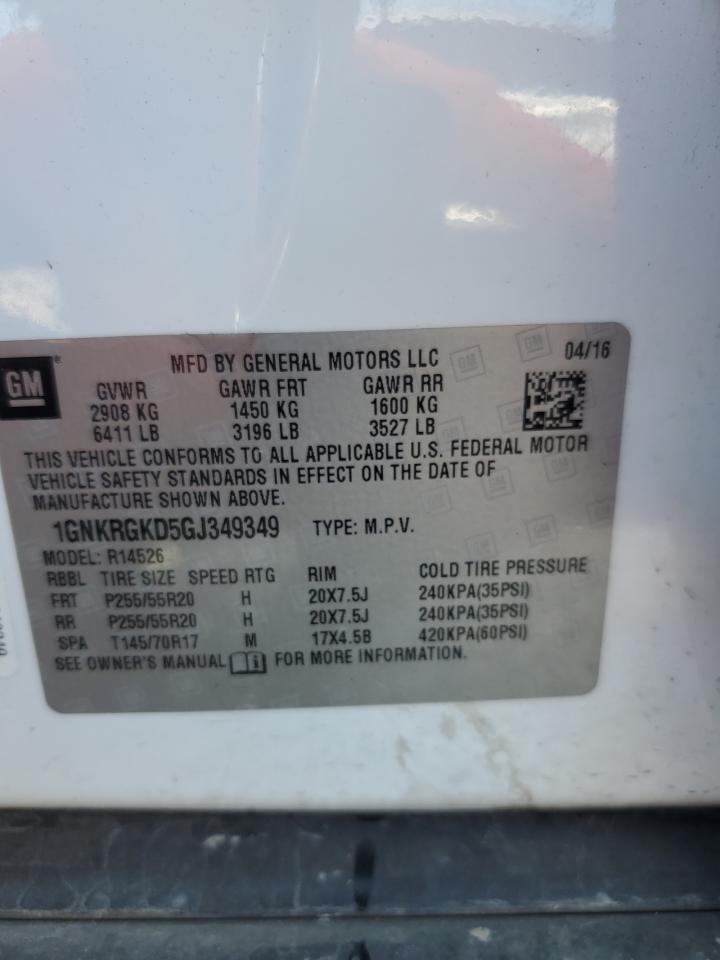 GM ®
MFD BY GENERAL MOTORS LLC 04/16
GVWR GAWR FRT GAWR RR
2908 KG 1450 KG 1600 KG
6411 LB 3196 LB 3527 LB
THIS VEHICLE CONFORMS TO ALL APPLICABLE U.S. FEDERAL MOTOR
VEHICLE SAFETY STANDARDS IN EFFECT ON THE DATE OF
MANUFACTURE SHOWN ABOVE.
1GNKRGKD5GJ349349 TYPE: M.P.V.
MODEL: R14526
RBBL TIRE SIZE SPEED RTG RIM COLD TIRE PRESSURE
FRT P255/55R20 H 20X7.5J 240KPA(35PSI)
RR P255/55R20 H 20X7.5J 240KPA(35PSI)
SPA T145/70R17 M 17X4.5B 420KPA(60PSI)
SEE OWNER'S MANUAL FOR MORE INFORMATION.